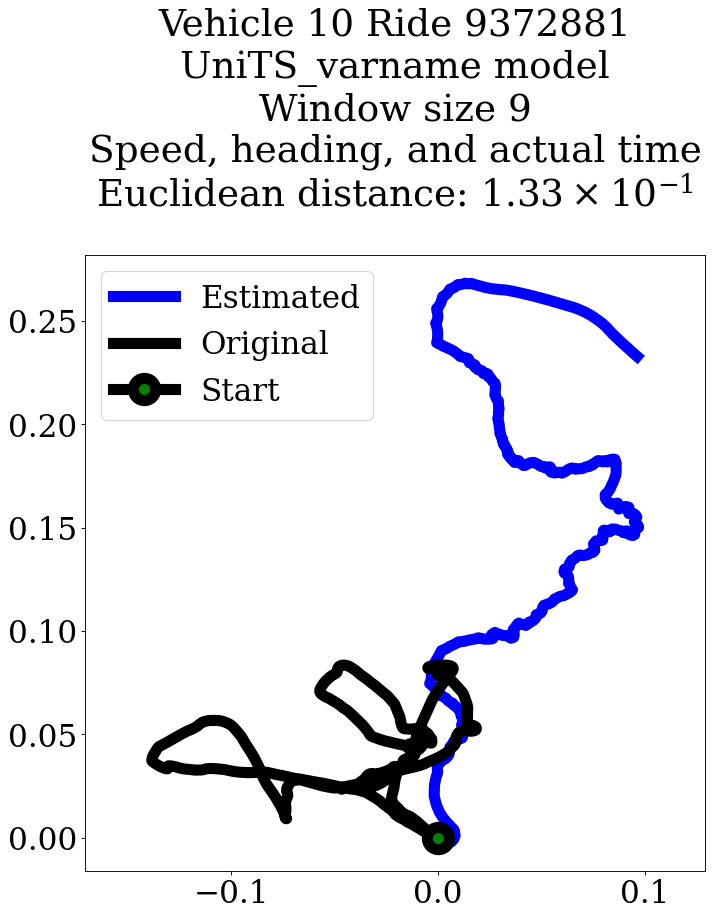 Vehicle 10 Ride 9372881
UniTS_varname model
Window size 9
Speed, heading, and actual time
Euclidean distance: 1.33 × 10⁻¹
Estimated
Original
Start
0.25
0.20
0.15
0.10
0.05
0.00
−0.1
0.0
0.1